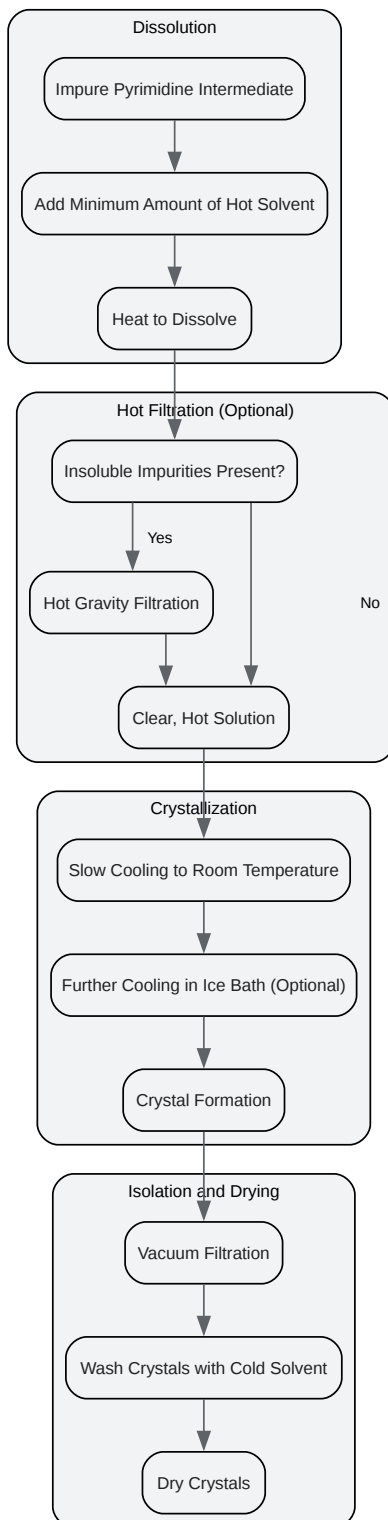 Dissolution
Impure Pyrimidine Intermediate
Add Minimum Amount of Hot Solvent
Heat to Dissolve
Hot Filtration (Optional)
Insoluble Impurities Present?
Yes
Hot Gravity Filtration
No
Clear, Hot Solution
Crystallization
Slow Cooling to Room Temperature
Further Cooling in Ice Bath (Optional)
Crystal Formation
Isolation and Drying
Vacuum Filtration
Wash Crystals with Cold Solvent
Dry Crystals